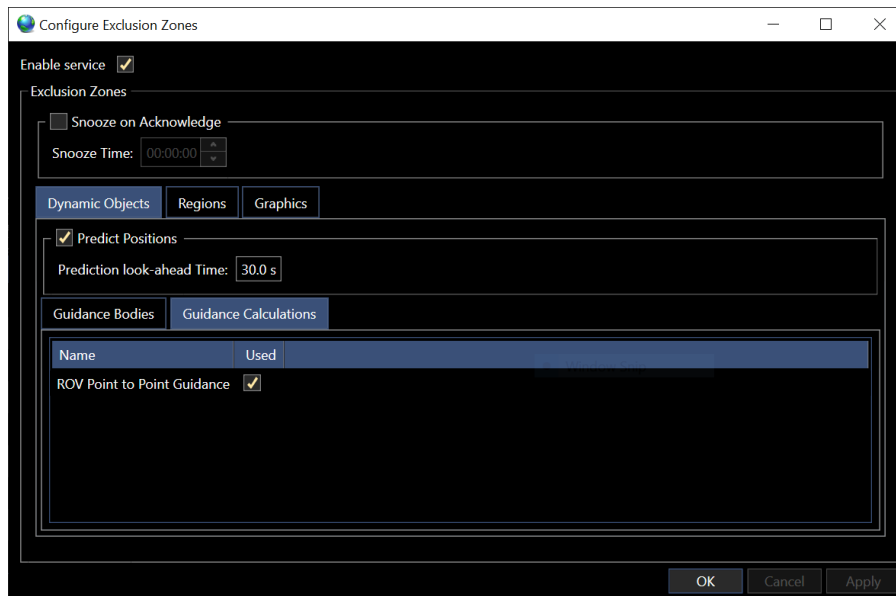 Configure Exclusion Zones
Enable service
Exclusion Zones
Snooze on Acknowledge
Snooze Time: 00:00:00
Dynamic Objects Regions Graphics
Predict Positions
Prediction look-ahead Time: 30.0 s
Guidance Bodies Guidance Calculations
Name Used
ROV Point to Point Guidance
OK Cancel Apply